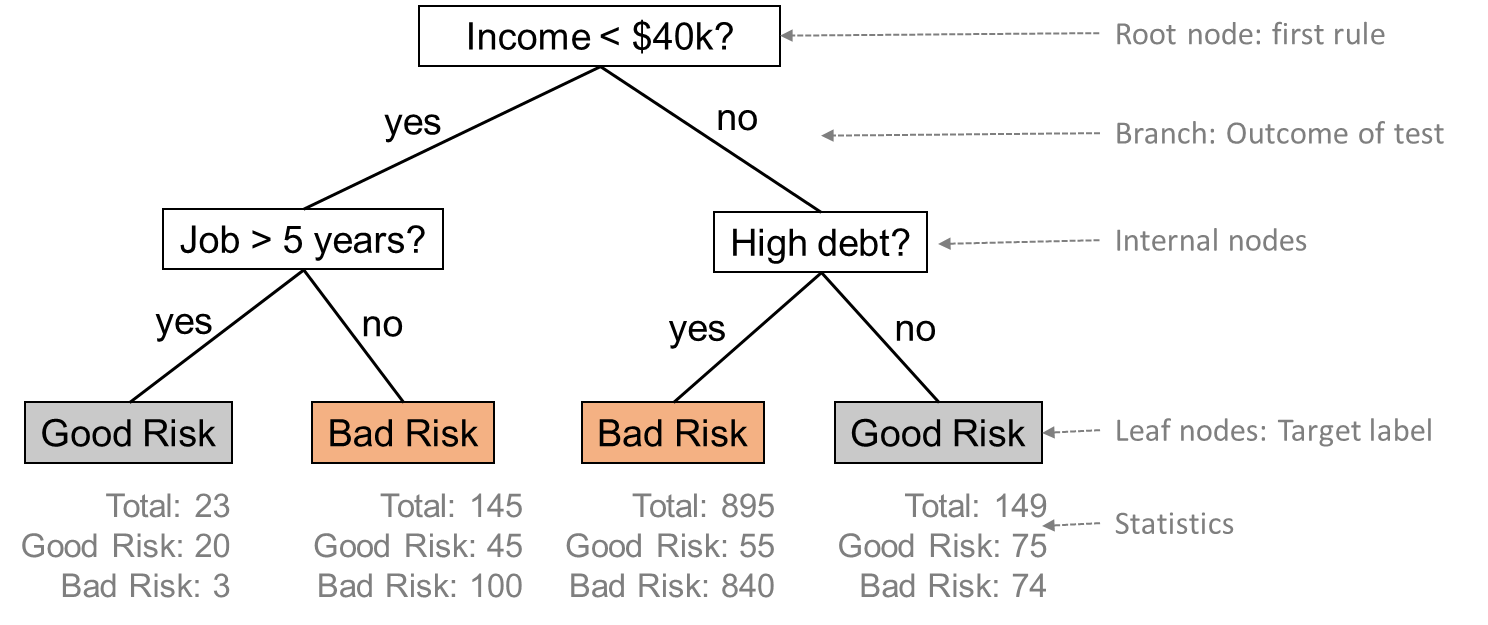 Income < $40k?
Root node: first rule
yes
no
Branch: Outcome of test
Job > 5 years?
High debt?
Internal nodes
yes
no
yes
no
Good Risk
Bad Risk
Bad Risk
Good Risk
Leaf nodes: Target label
Total: 23
Good Risk: 20
Bad Risk: 3
Total: 145
Good Risk: 45
Bad Risk: 100
Total: 895
Good Risk: 55
Bad Risk: 840
Total: 149
Good Risk: 75
Bad Risk: 74
Statistics